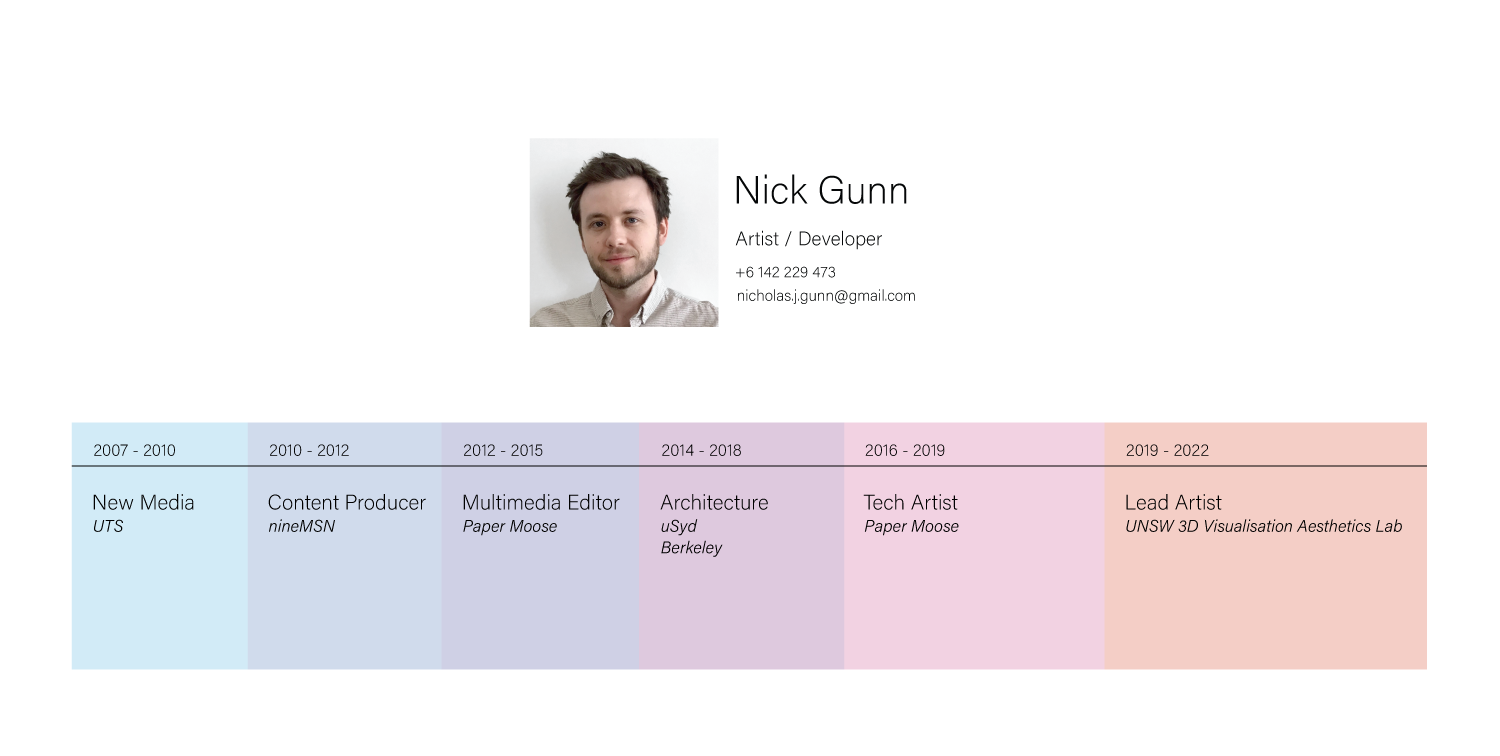 Nick Gunn
Artist / Developer
+6 142 229 473
nicholas.j.gunn@gmail.com
2007 - 2010
New Media
UTS
2010 - 2012
Content Producer
nineMSN
2012 - 2015
Multimedia Editor
Paper Moose
2014 - 2018
Architecture
uSyd
Berkeley
2016 - 2019
Tech Artist
Paper Moose
2019 - 2022
Lead Artist
UNSW 3D Visualisation Aesthetics Lab